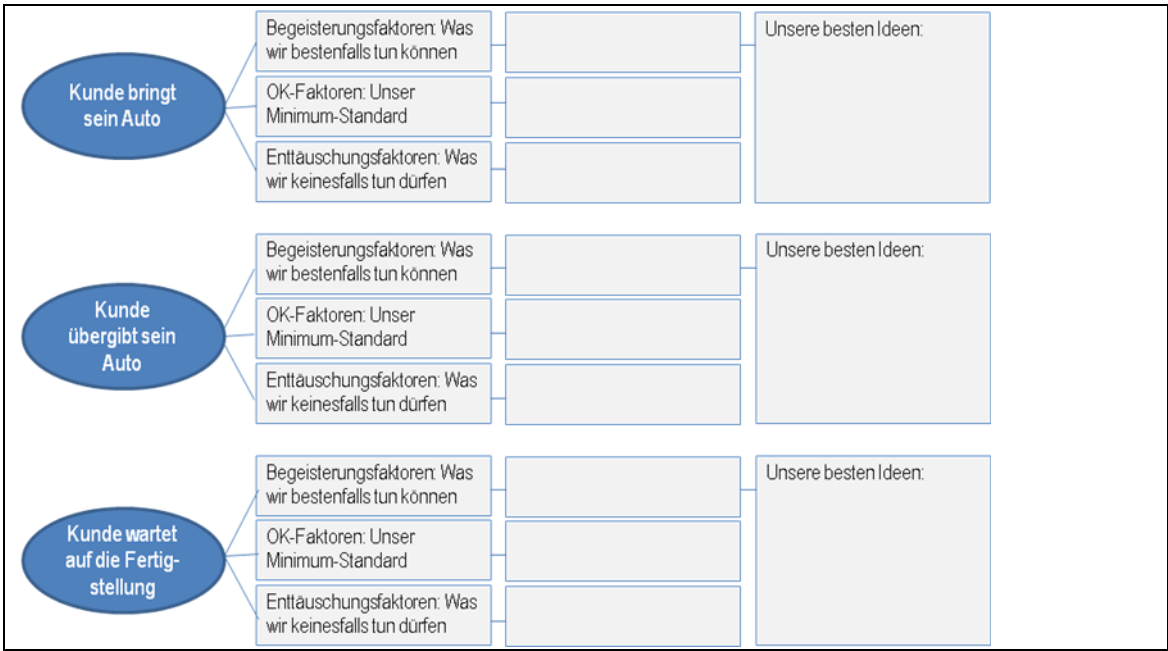 Kunde bringt
sein Auto
Begeisterungsfaktoren: Was
wir bestenfalls tun können
OK-Faktoren: Unser
Minimum-Standard
Enttäuschungsfaktoren: Was
wir keinesfalls tun dürfen
Unsere besten Ideen:
Kunde
übergibt sein
Auto
Begeisterungsfaktoren: Was
wir bestenfalls tun können
OK-Faktoren: Unser
Minimum-Standard
Enttäuschungsfaktoren: Was
wir keinesfalls tun dürfen
Unsere besten Ideen:
Kunde wartet
auf die Fertig-
stellung
Begeisterungsfaktoren: Was
wir bestenfalls tun können
OK-Faktoren: Unser
Minimum-Standard
Enttäuschungsfaktoren: Was
wir keinesfalls tun dürfen
Unsere besten Ideen: